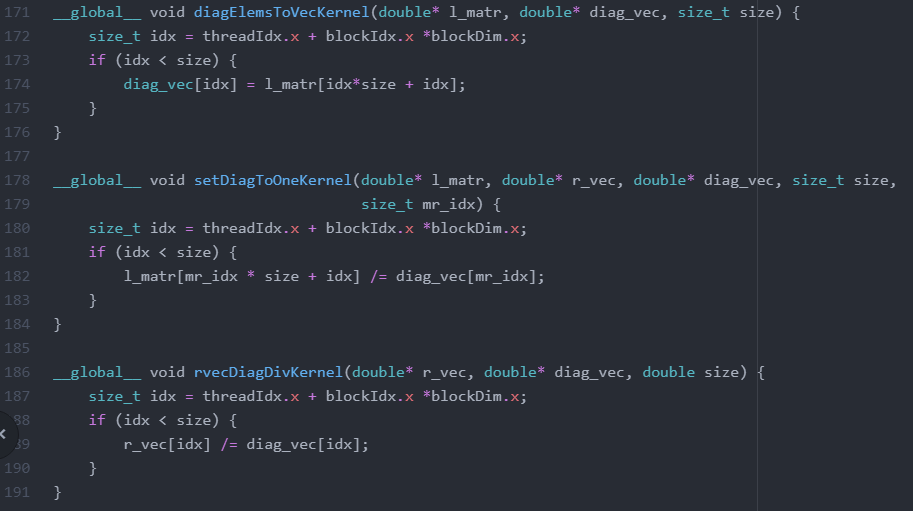 171 __global__ void diagElemsToVecKernel(double* l_matr, double* diag_vec, size_t size) {
172     size_t idx = threadIdx.x + blockIdx.x *blockDim.x;
173     if (idx < size) {
174         diag_vec[idx] = l_matr[idx*size + idx];
175     }
176 }
177
178 __global__ void setDiagToOneKernel(double* l_matr, double* r_vec, double* diag_vec, size_t size,
179                                    size_t mr_idx) {
180     size_t idx = threadIdx.x + blockIdx.x *blockDim.x;
181     if (idx < size) {
182         l_matr[mr_idx * size + idx] /= diag_vec[mr_idx];
183     }
184 }
185
186 __global__ void rvecDiagDivKernel(double* r_vec, double* diag_vec, double size) {
187     size_t idx = threadIdx.x + blockIdx.x *blockDim.x;
88     if (idx < size) {
39         r_vec[idx] /= diag_vec[idx];
190     }
191 }